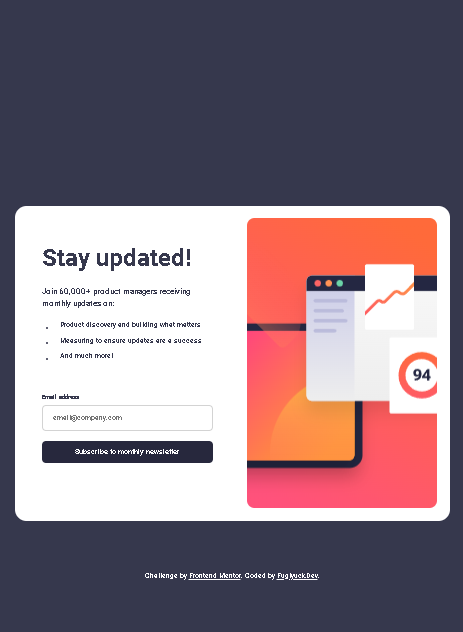 Stay updated!
Join 60,000+ product managers receiving
monthly updates on:
Product discovery and building what matters
Measuring to ensure updates are a success
And much more!
Email address
email@company.com
Subscribe to monthly newsletter
94
Challenge by Frontend Mentor. Coded by Fuglyuck.Dev.